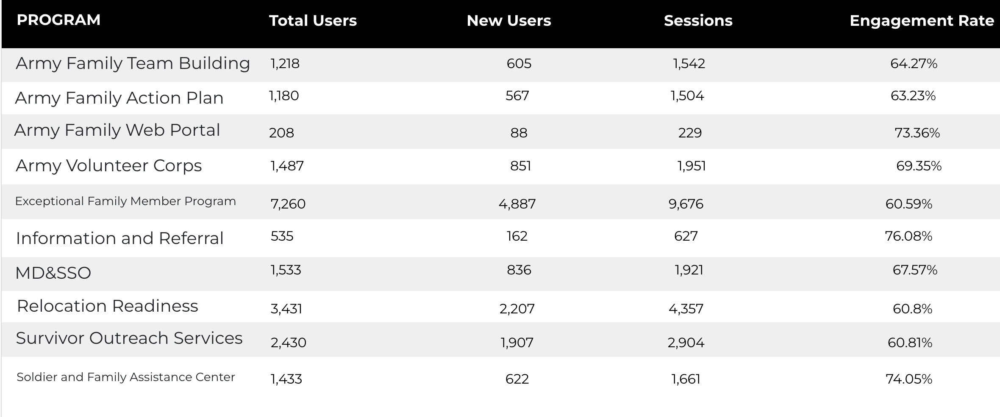 PROGRAM Total Users New Users Sessions Engagement Rate
Army Family Team Building 1,218 605 1,542 64.27%
Army Family Action Plan 1,180 567 1,504 63.23%
Army Family Web Portal 208 88 229 73.36%
Army Volunteer Corps 1,487 851 1,951 69.35%
Exceptional Family Member Program 7,260 4,887 9,676 60.59%
Information and Referral 535 162 627 76.08%
MD&SSO 1,533 836 1,921 67.57%
Relocation Readiness 3,431 2,207 4,357 60.8%
Survivor Outreach Services 2,430 1,907 2,904 60.81%
Soldier and Family Assistance Center 1,433 622 1,661 74.05%